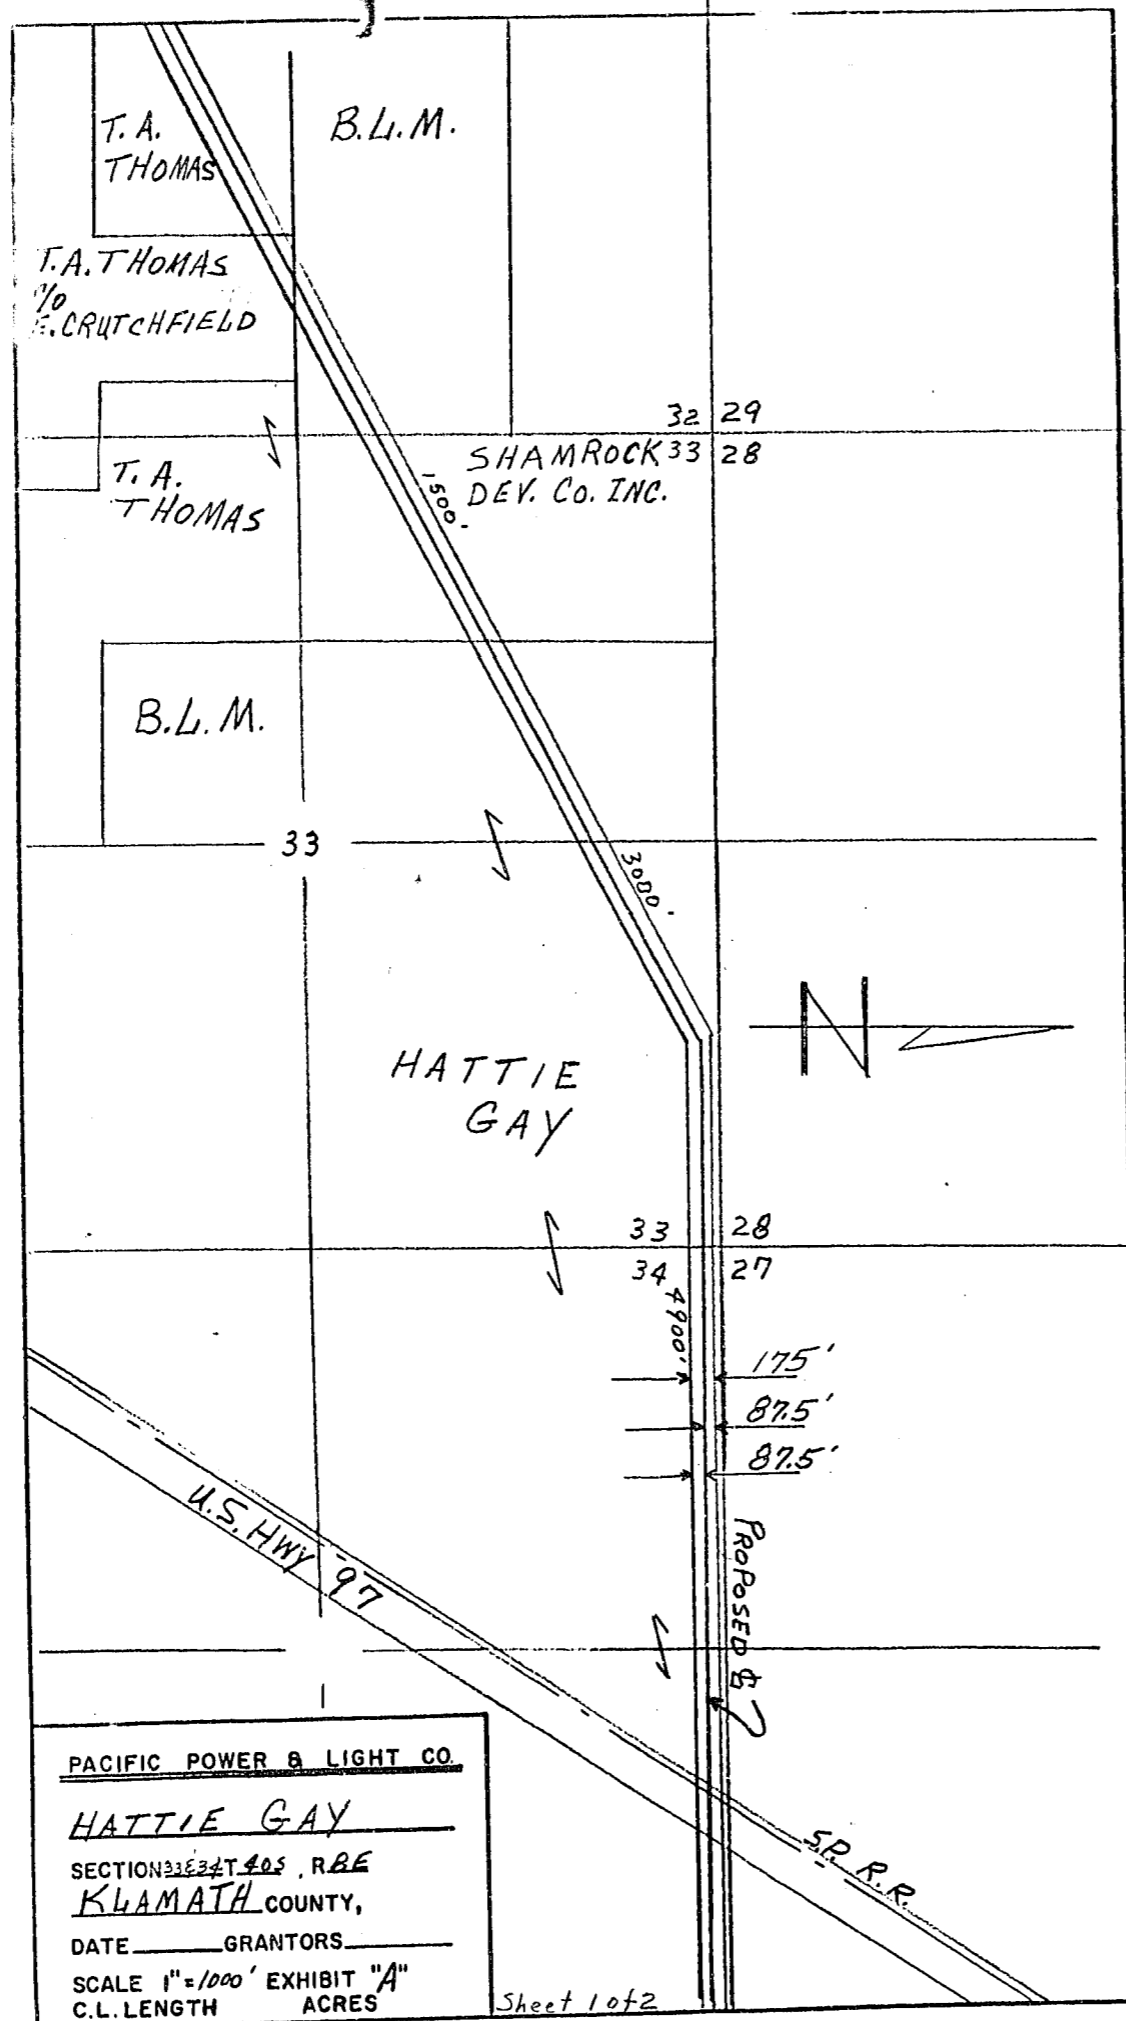 T. A.
THOMAS
B.L.M.
T.A. THOMAS
%
CRUTCHFIELD
32 29
33 28
SHAMROCK
DEV. Co. INC.
T. A.
THOMAS
1500'
B.L.M.
33
3000'
N
HATTIE
GAY
33 28
34 27
4900'
175'
87.5'
87.5'
U.S. HWY 97
PROPOSED ℄
S.P. R.R.
PACIFIC POWER & LIGHT CO.
HATTIE GAY
SECTION 33&34 T 40S, R 8E
KLAMATH COUNTY,
DATE GRANTORS
SCALE 1"=1000' EXHIBIT "A"
C.L. LENGTH ACRES
Sheet 1 of 2